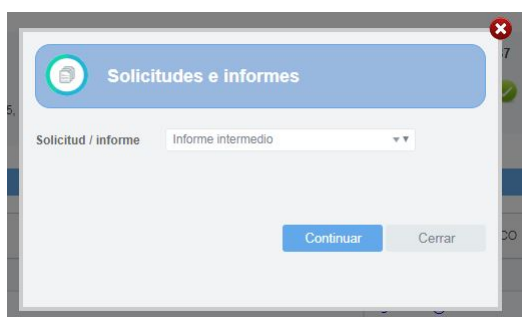 Solicitudes e informes
Solicitud / informe
Informe intermedio
Continuar
Cerrar